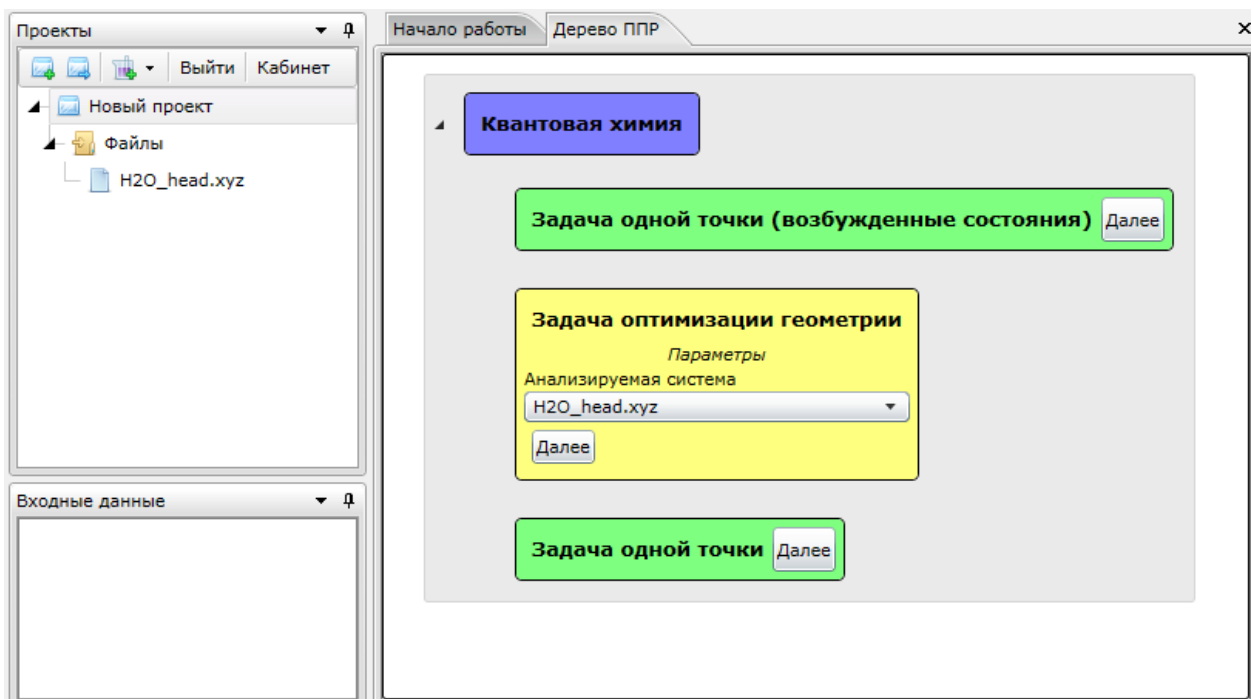 Проекты
Выйти Кабинет
Новый проект
Файлы
H2O_head.xyz
Входные данные
Начало работы Дерево ППР
Квантовая химия
Задача одной точки (возбужденные состояния) Далее
Задача оптимизации геометрии
Параметры
Анализируемая система
H2O_head.xyz
Далее
Задача одной точки Далее